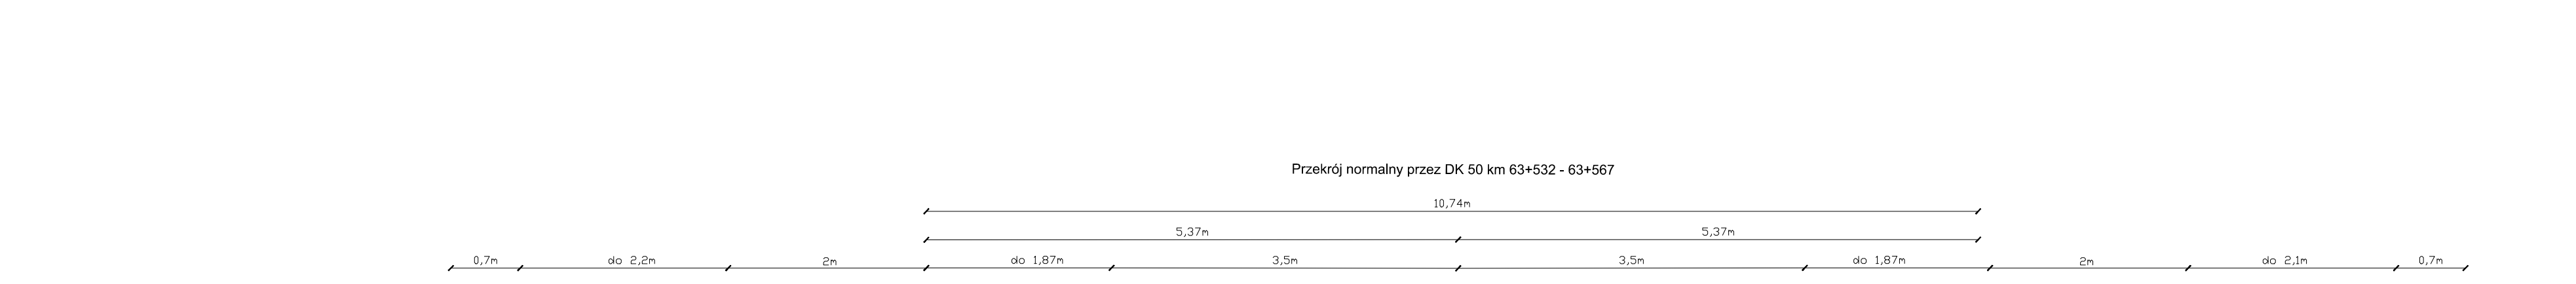 Przekrój normalny przez DK 50 km 63+532 - 63+567
10,74m
5,37m 5,37m
0,7m do 2,2m 2m do 1,87m 3,5m 3,5m do 1,87m 2m do 2,1m 0,7m